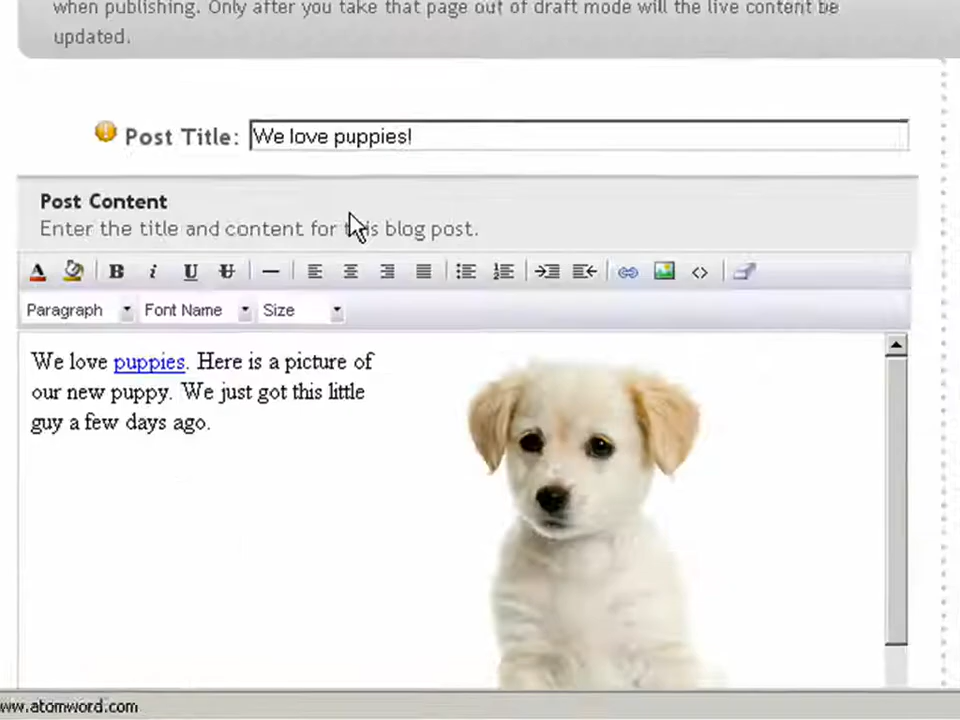 when publishing. Only after you take that page out of draft mode will the live content be
updated.
Post Title: We love puppies!
Post Content
Enter the title and content for this blog post.
A B i U T
Paragraph Font Name Size
We love puppies. Here is a picture of
our new puppy. We just got this little
guy a few days ago.
ww.atomword.com